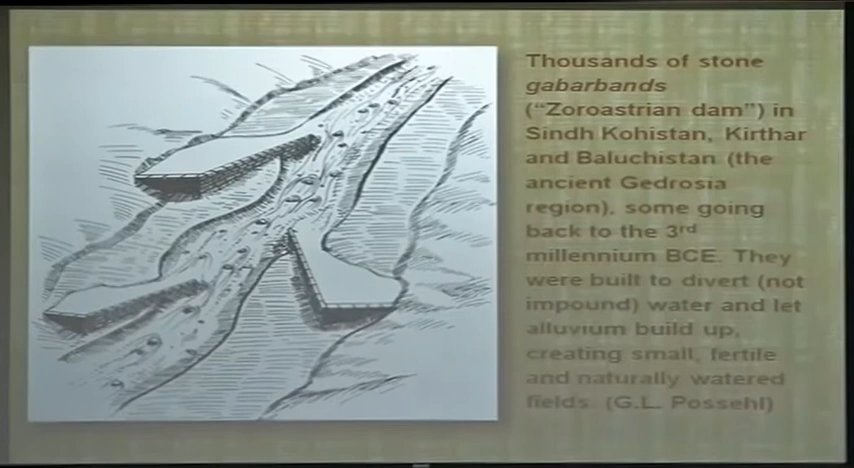 Thousands of stone
gabarbands
(“Zoroastrian dam”) in
Sindh Kohistan, Kirthar
and Baluchistan (the
ancient Gedrosia
region), some going
back to the 3rd
millennium BCE. They
were built to divert (not
impound) water and let
alluvium build up,
creating small, fertile
and naturally watered
fields. (G.L. Possehl)